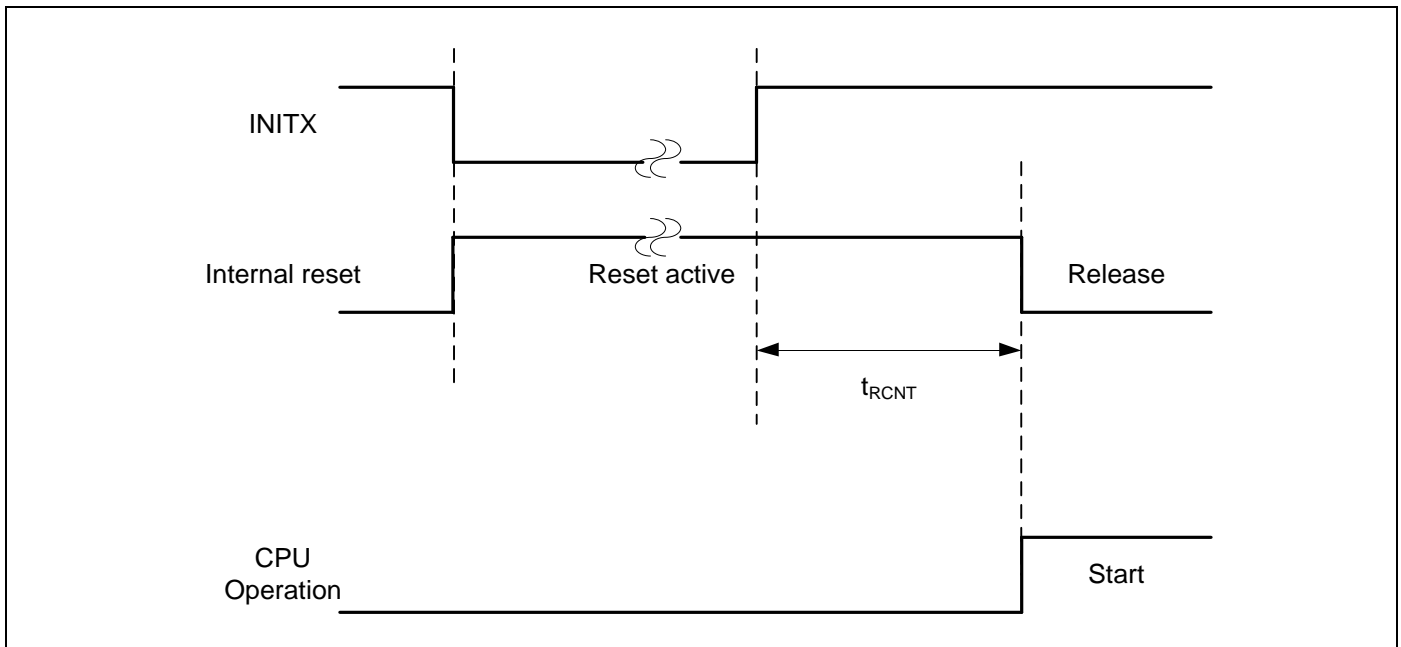 INITX
Internal reset
Reset active
Release
tRCNT
CPU
Operation
Start